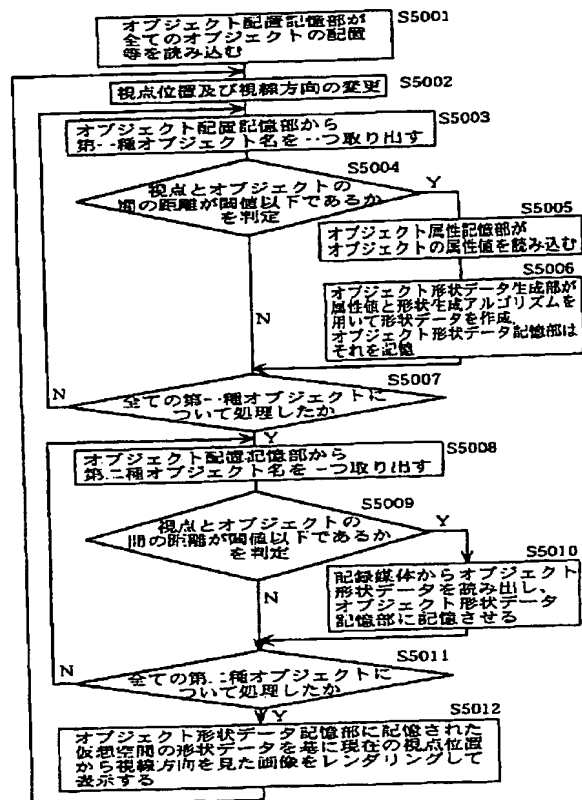 S5001
オブジェクト配置記憶部が
全てのオブジェクトの配置
等を読み込む
S5002
視点位置及び視線方向の変更
S5003
オブジェクト配置記憶部から
第一種オブジェクト名を一つ取り出す
S5004
視点とオブジェクトの
間の距離が閾値以下であるか
を判定
Y
S5005
オブジェクト属性記憶部が
オブジェクトの属性値を読み込む
S5006
オブジェクト形状データ生成部が
属性値と形状生成アルゴリズムを
用いて形状データを作成,
オブジェクト形状データ記憶部は
それを記憶
N
S5007
N
全ての第一種オブジェクトに
ついて処理したか
Y
S5008
オブジェクト配置記憶部から
第二種オブジェクト名を一つ取り出す
S5009
視点とオブジェクトの
間の距離が閾値以下であるか
を判定
Y
S5010
記録媒体からオブジェクト
形状データを読み出し、
オブジェクト形状データ
記憶部に記憶させる
N
S5011
N
全ての第二種オブジェクトに
ついて処理したか
Y
S5012
オブジェクト形状データ記憶部に記憶された
仮想空間の形状データを基に現在の視点位置
から視線方向を見た画像をレンダリングして
表示する